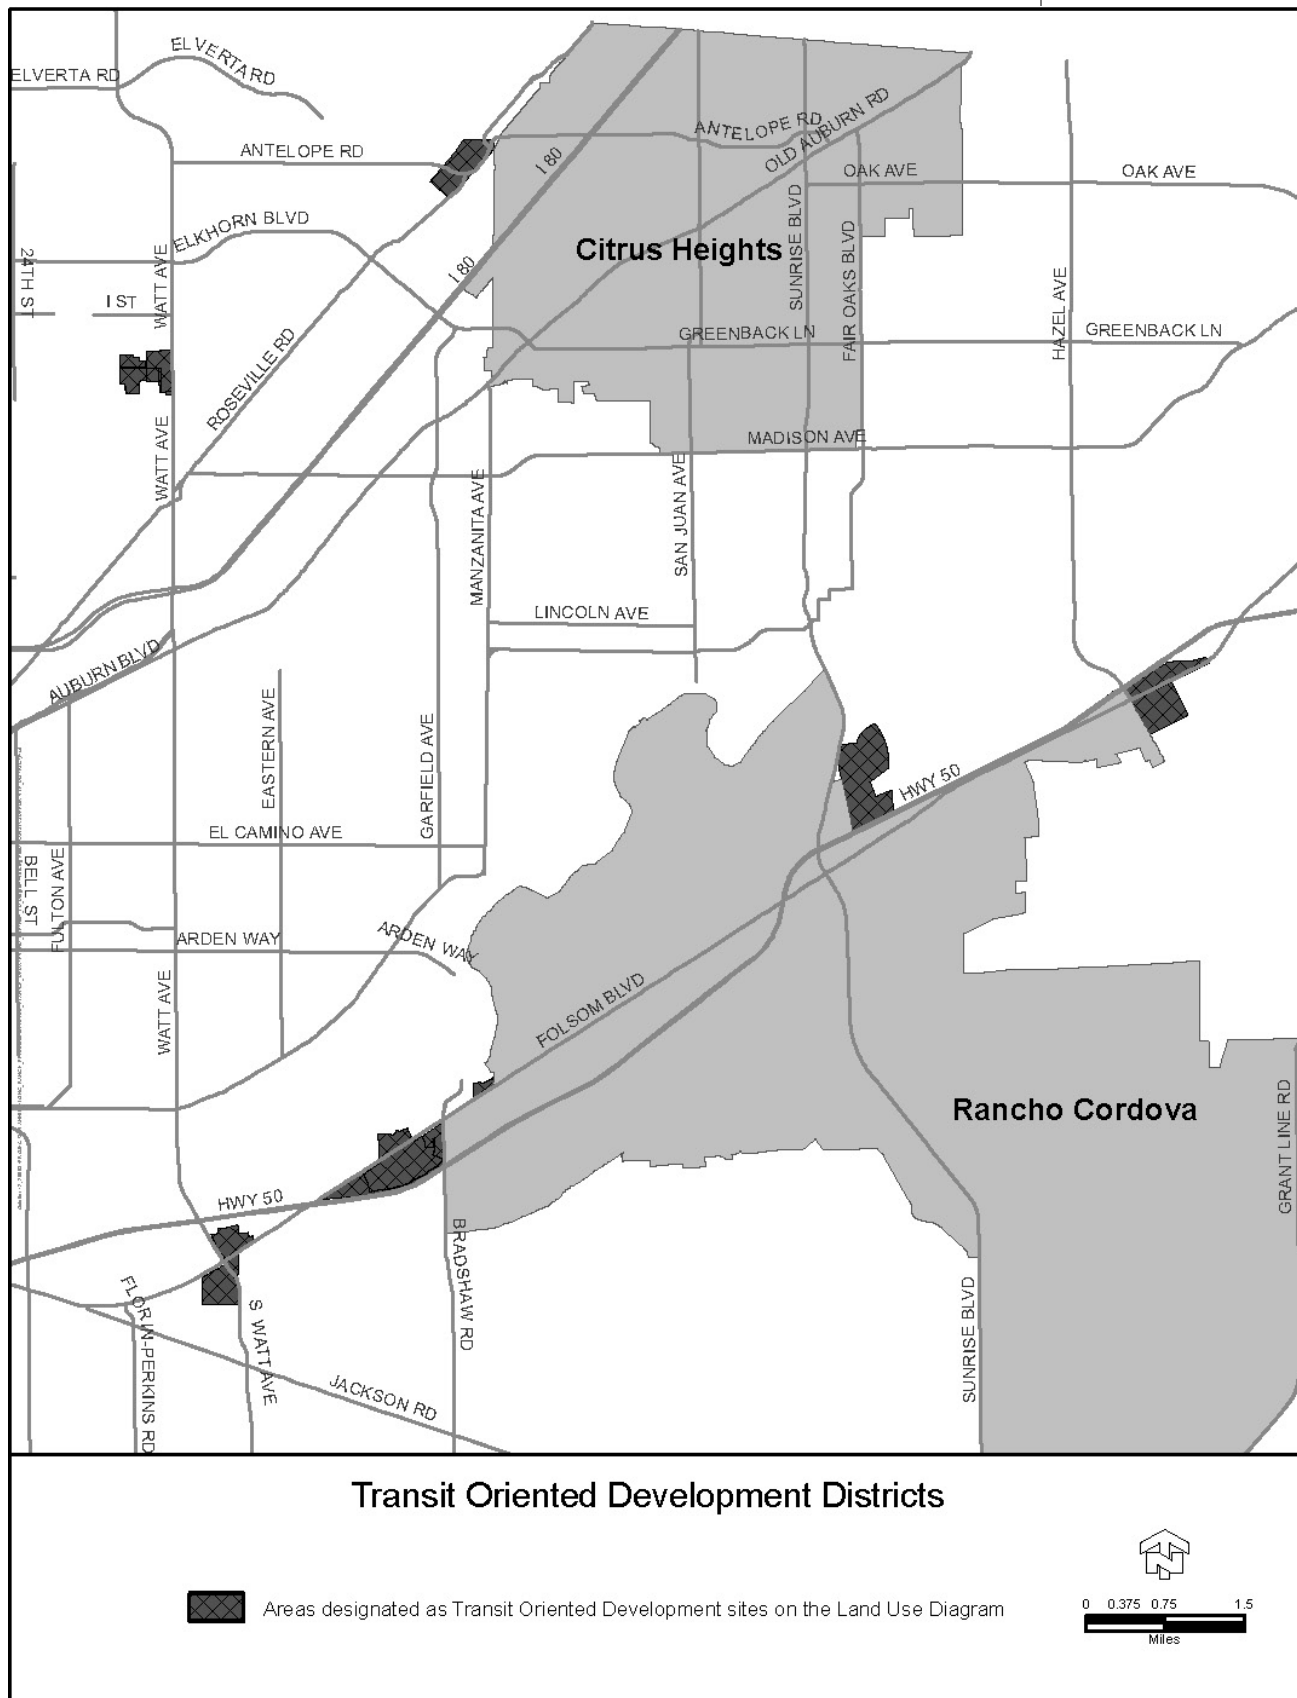 ELVERTA RD
ELVERTA RD
ANTELOPE RD
ANTELOPE RD
OLD AUBURN RD
I 80
OAK AVE
OAK AVE
ELKHORN BLVD
Citrus Heights
SUNRISE BLVD
FAIR OAKS BLVD
24TH ST
WATT AVE
I 80
HAZEL AVE
I ST
ROSEVILLE RD
GREENBACK LN
GREENBACK LN
WATT AVE
MADISON AVE
MANZANITA AVE
SAN JUAN AVE
LINCOLN AVE
AUBURN BLVD
EASTERN AVE
GARFIELD AVE
HWY 50
EL CAMINO AVE
BELL ST
FULTON AVE
ARDEN WAY
ARDEN WAY
WATT AVE
FOLSOM BLVD
Rancho Cordova
GRANT LINE RD
HWY 50
BRADSHAW RD
FLORIN-PERKINS RD
S WATT AVE
SUNRISE BLVD
JACKSON RD
Transit Oriented Development Districts
N
Areas designated as Transit Oriented Development sites on the Land Use Diagram
0 0.375 0.75 1.5
Miles